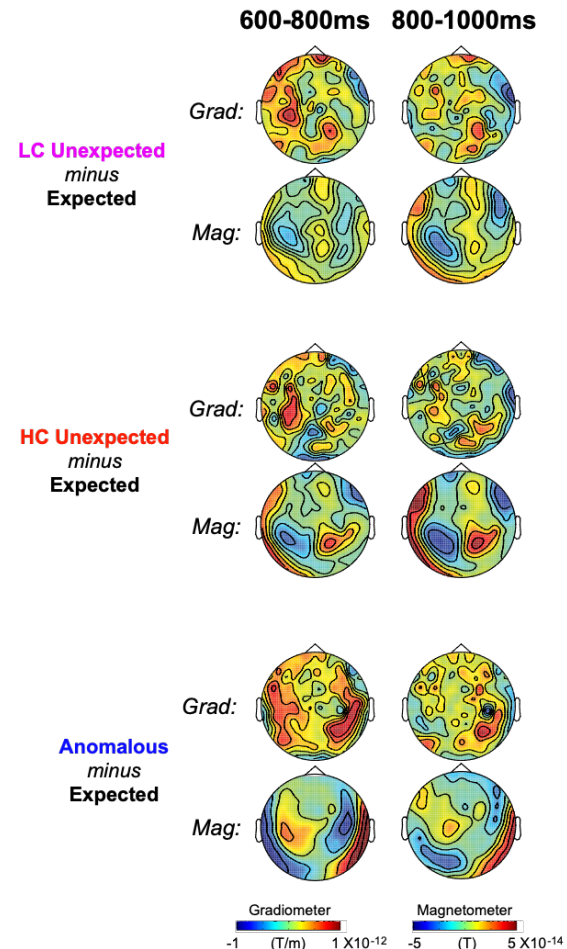 600-800ms 800-1000ms
Grad:
LC Unexpected
minus
Expected
Mag:
Grad:
HC Unexpected
minus
Expected
Mag:
Grad:
Anomalous
minus
Expected
Mag:
Gradiometer Magnetometer
-1 (T/m) 1 X10-12 -5 (T) 5 X10-14